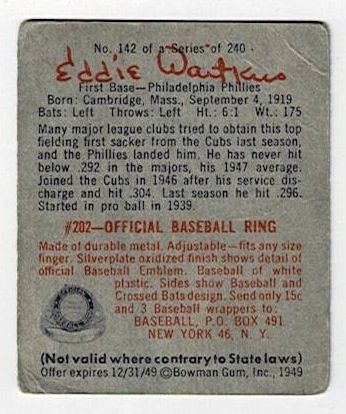 No. 142 of a Series of 240
Eddie Waitkus
First Base—Philadelphia Phillies
Born: Cambridge, Mass., September 4, 1919
Bats: Left Throws: Left Ht.: 6:1 Wt.: 175
Many major league clubs tried to obtain this top
fielding first sacker from the Cubs last season,
and the Phillies landed him. He has never hit
below .292 in the majors, his 1947 average.
Joined the Cubs in 1946 after his service dis-
charge and hit .304. Last season he hit .296.
Started in pro ball in 1939.
#202—OFFICIAL BASEBALL RING
Made of durable metal. Adjustable—fits any size
finger. Silverplate oxidized finish shows detail of
official Baseball Emblem. Baseball of white
plastic. Sides show Baseball and
Crossed Bats design. Send only 15c
and 3 Baseball wrappers to:
BASEBALL, P.O. BOX 491
NEW YORK 46, N. Y.
(Not valid where contrary to State laws)
Offer expires 12/31/49 ©Bowman Gum, Inc., 1949